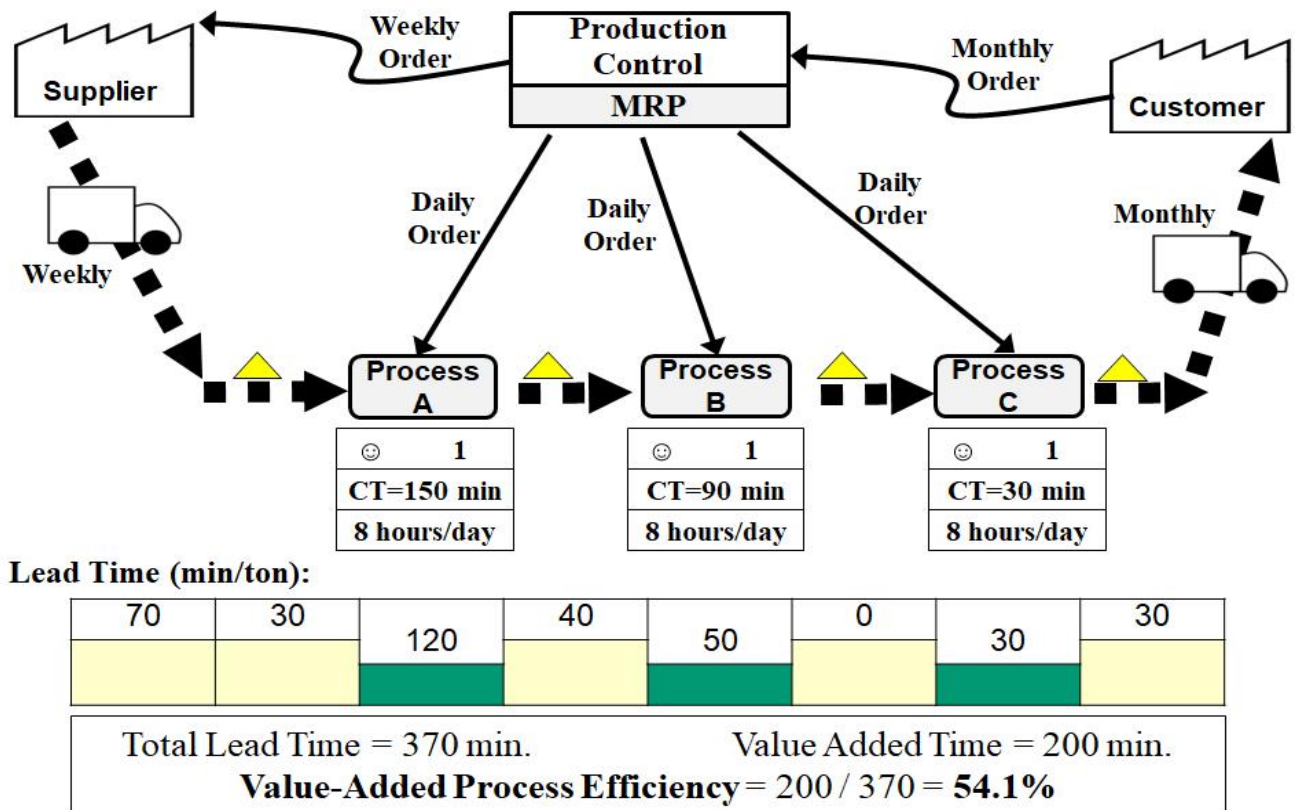 Weekly
Order
Production
Control
MRP
Monthly
Order
Supplier
Customer
Weekly
Daily
Order
Daily
Order
Daily
Order
Monthly
Process
A
Process
B
Process
C
☺ 1
CT=150 min
8 hours/day
☺ 1
CT=90 min
8 hours/day
☺ 1
CT=30 min
8 hours/day
Lead Time (min/ton):
70 30 120 40 50 0 30 30
Total Lead Time = 370 min. Value Added Time = 200 min.
Value-Added Process Efficiency = 200 / 370 = 54.1%